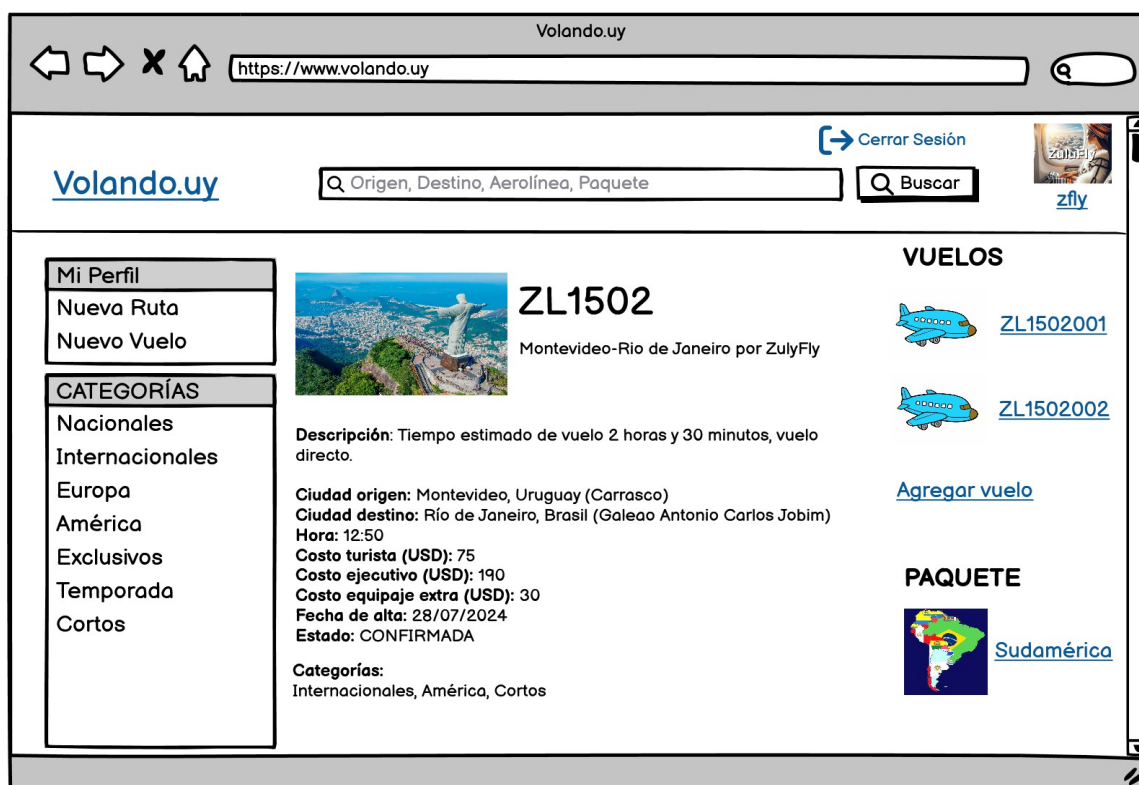 Volando.uy
https://www.volando.uy
Cerrar Sesión
ZuluFly
Volando.uy
Origen, Destino, Aerolínea, Paquete
Buscar
zfly
Mi Perfil
Nueva Ruta
Nuevo Vuelo
CATEGORÍAS
Nacionales
Internacionales
Europa
América
Exclusivos
Temporada
Cortos
ZL1502
Montevideo-Rio de Janeiro por ZulyFly
Descripción: Tiempo estimado de vuelo 2 horas y 30 minutos, vuelo
directo.
Ciudad origen: Montevideo, Uruguay (Carrasco)
Ciudad destino: Río de Janeiro, Brasil (Galeao Antonio Carlos Jobim)
Hora: 12:50
Costo turista (USD): 75
Costo ejecutivo (USD): 190
Costo equipaje extra (USD): 30
Fecha de alta: 28/07/2024
Estado: CONFIRMADA
Categorías:
Internacionales, América, Cortos
VUELOS
ZL1502001
ZL1502002
Agregar vuelo
PAQUETE
Sudamérica